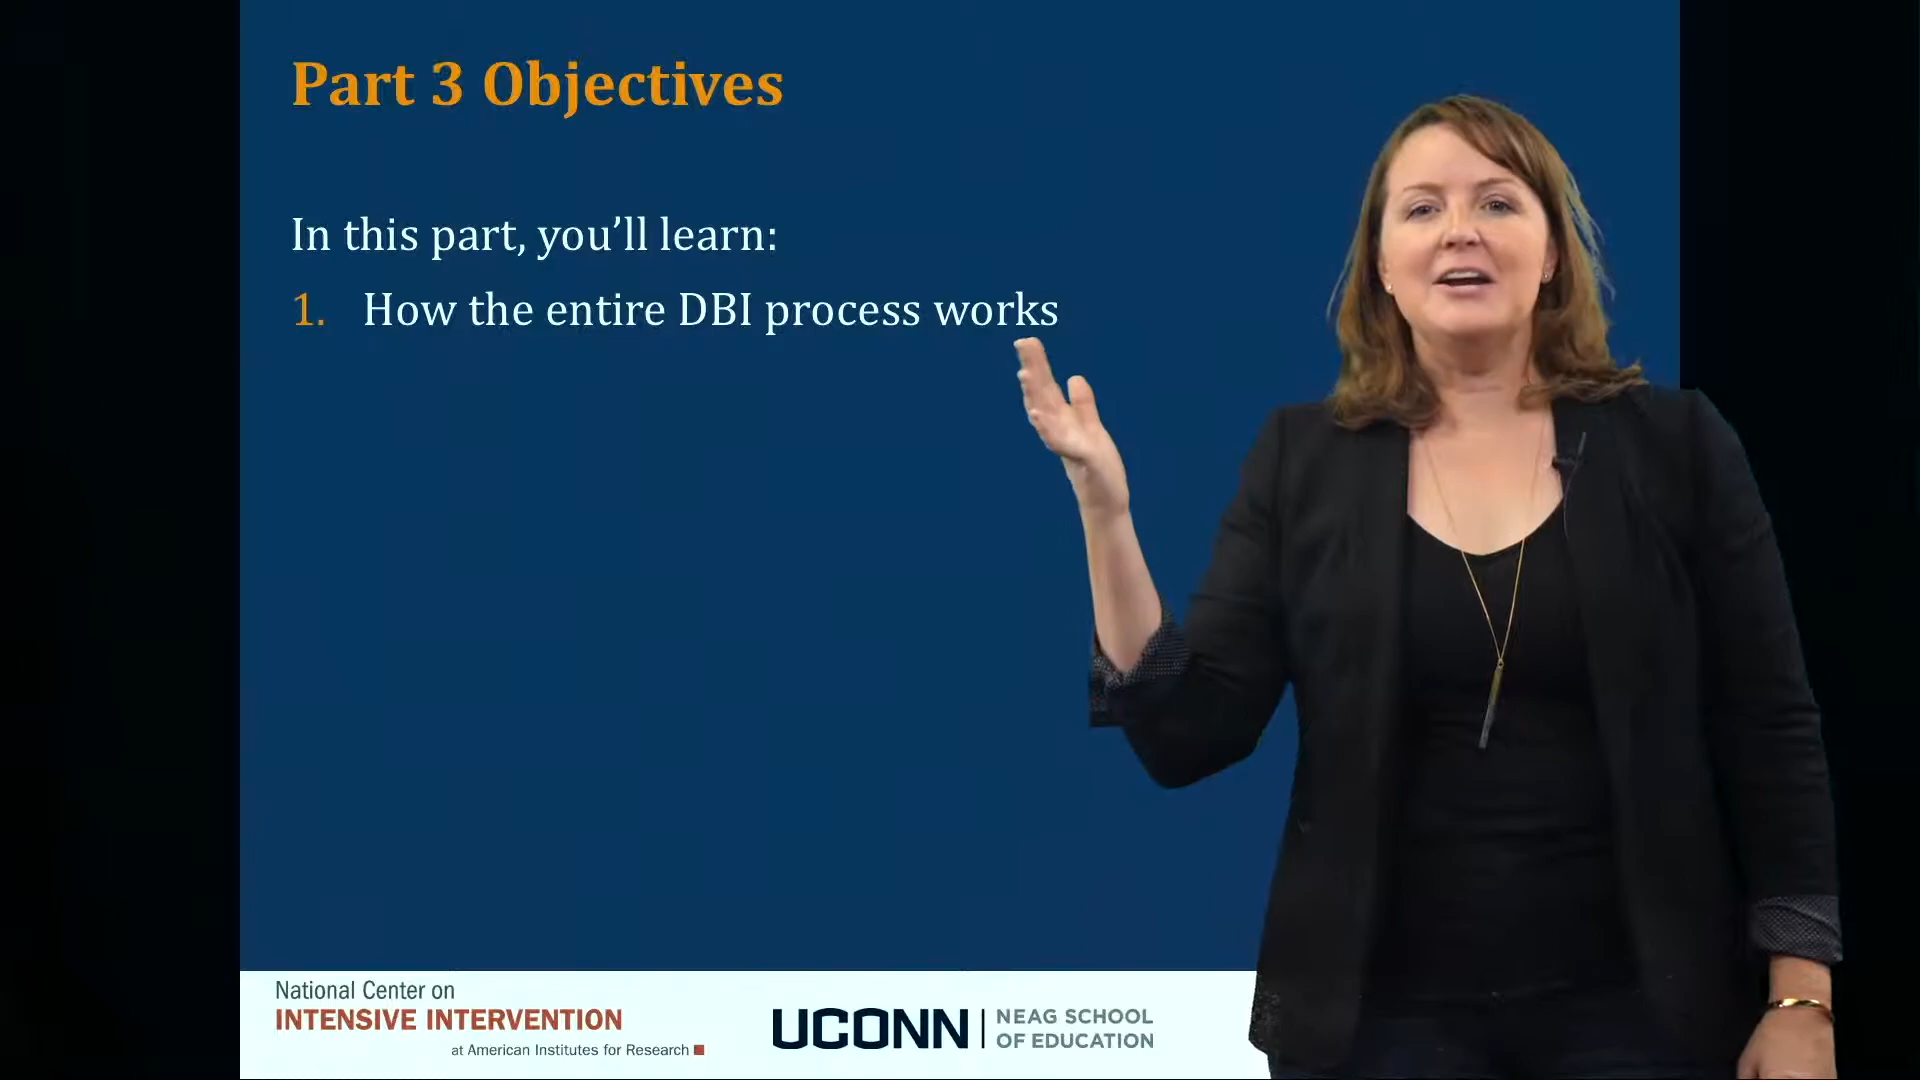 Part 3 Objectives
In this part, you'll learn:
1. How the entire DBI process works
National Center on
INTENSIVE INTERVENTION
at American Institutes for Research
UCONN
NEAG SCHOOL
OF EDUCATION